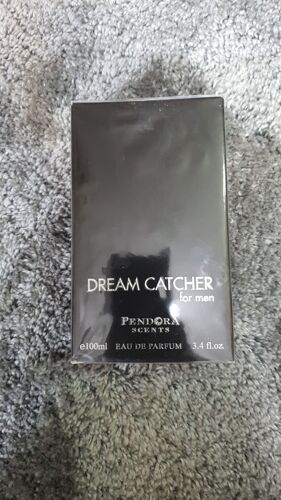 DREAM CATCHER
for men
PENDORA
SCENTS
e100ml EAU DE PARFUM 3.4 fl.oz.